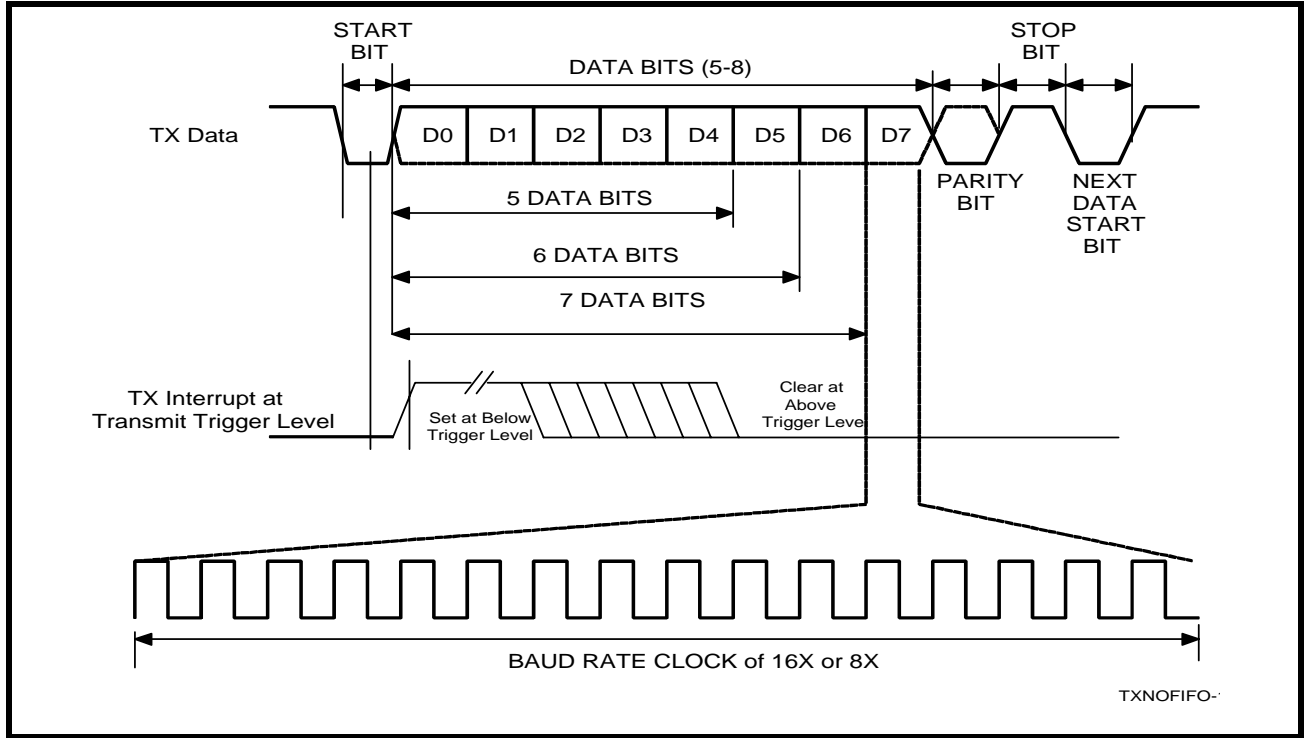 START
BIT
STOP
BIT
DATA BITS (5-8)
TX Data
D0 D1 D2 D3 D4 D5 D6 D7
PARITY
BIT
NEXT
DATA
START
BIT
5 DATA BITS
6 DATA BITS
7 DATA BITS
TX Interrupt at
Transmit Trigger Level
Set at Below
Trigger Level
Clear at
Above
Trigger Leve
BAUD RATE CLOCK of 16X or 8X
TXNOFIFO-